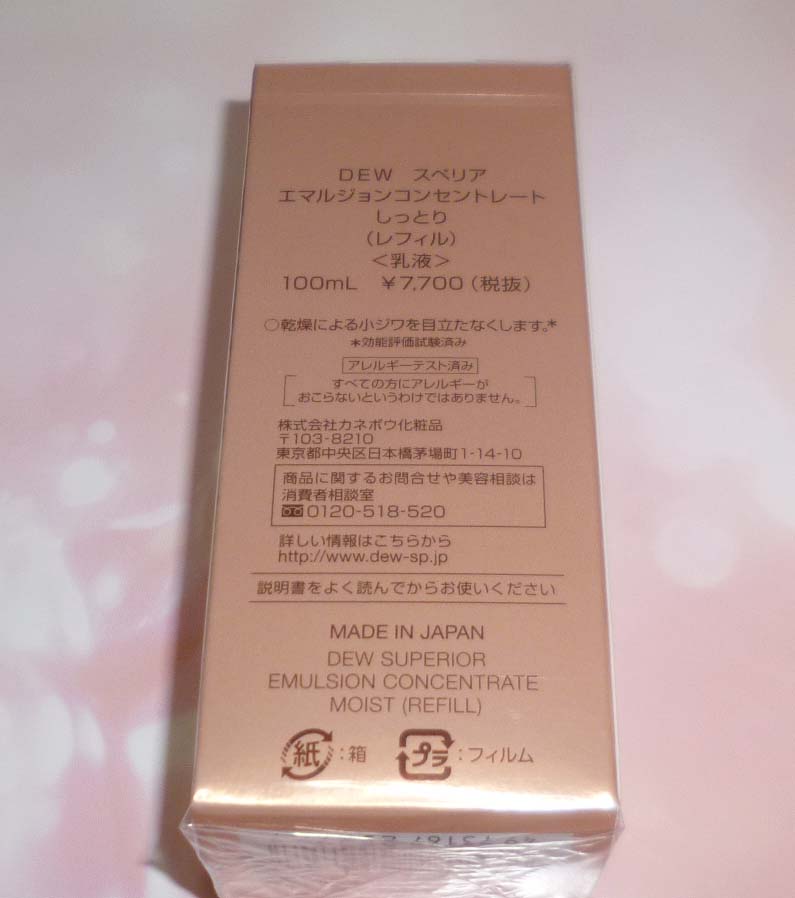 DEW スペリア
エマルジョンコンセントレート
しっとり
（レフィル）
＜乳液＞
100mL ￥7,700（税抜）
○乾燥による小ジワを目立たなくします。*
*効能評価試験済み
アレルギーテスト済み
すべての方にアレルギーが
おこらないというわけではありません。
株式会社カネボウ化粧品
〒103-8210
東京都中央区日本橋茅場町1-14-10
商品に関するお問合せや美容相談は
消費者相談室
0120-518-520
詳しい情報はこちらから
http://www.dew-sp.jp
説明書をよく読んでからお使いください
MADE IN JAPAN
DEW SUPERIOR
EMULSION CONCENTRATE
MOIST (REFILL)
紙:箱 プラ:フィルム